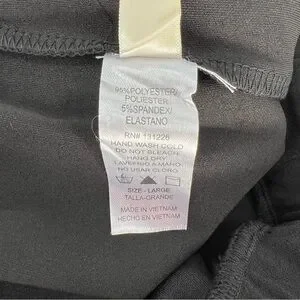 95%POLYESTER/
POLIESTER
5%SPANDEX/
ELASTANO
RN# 131226
HAND WASH COLD
DO NOT BLEACH
HANG DRY
LAVERSO A MANO
NO USAR CLORO
SIZE - LARGE
TALLA-GRANDE
MADE IN VIETNAM
HECHO EN VIETNAM